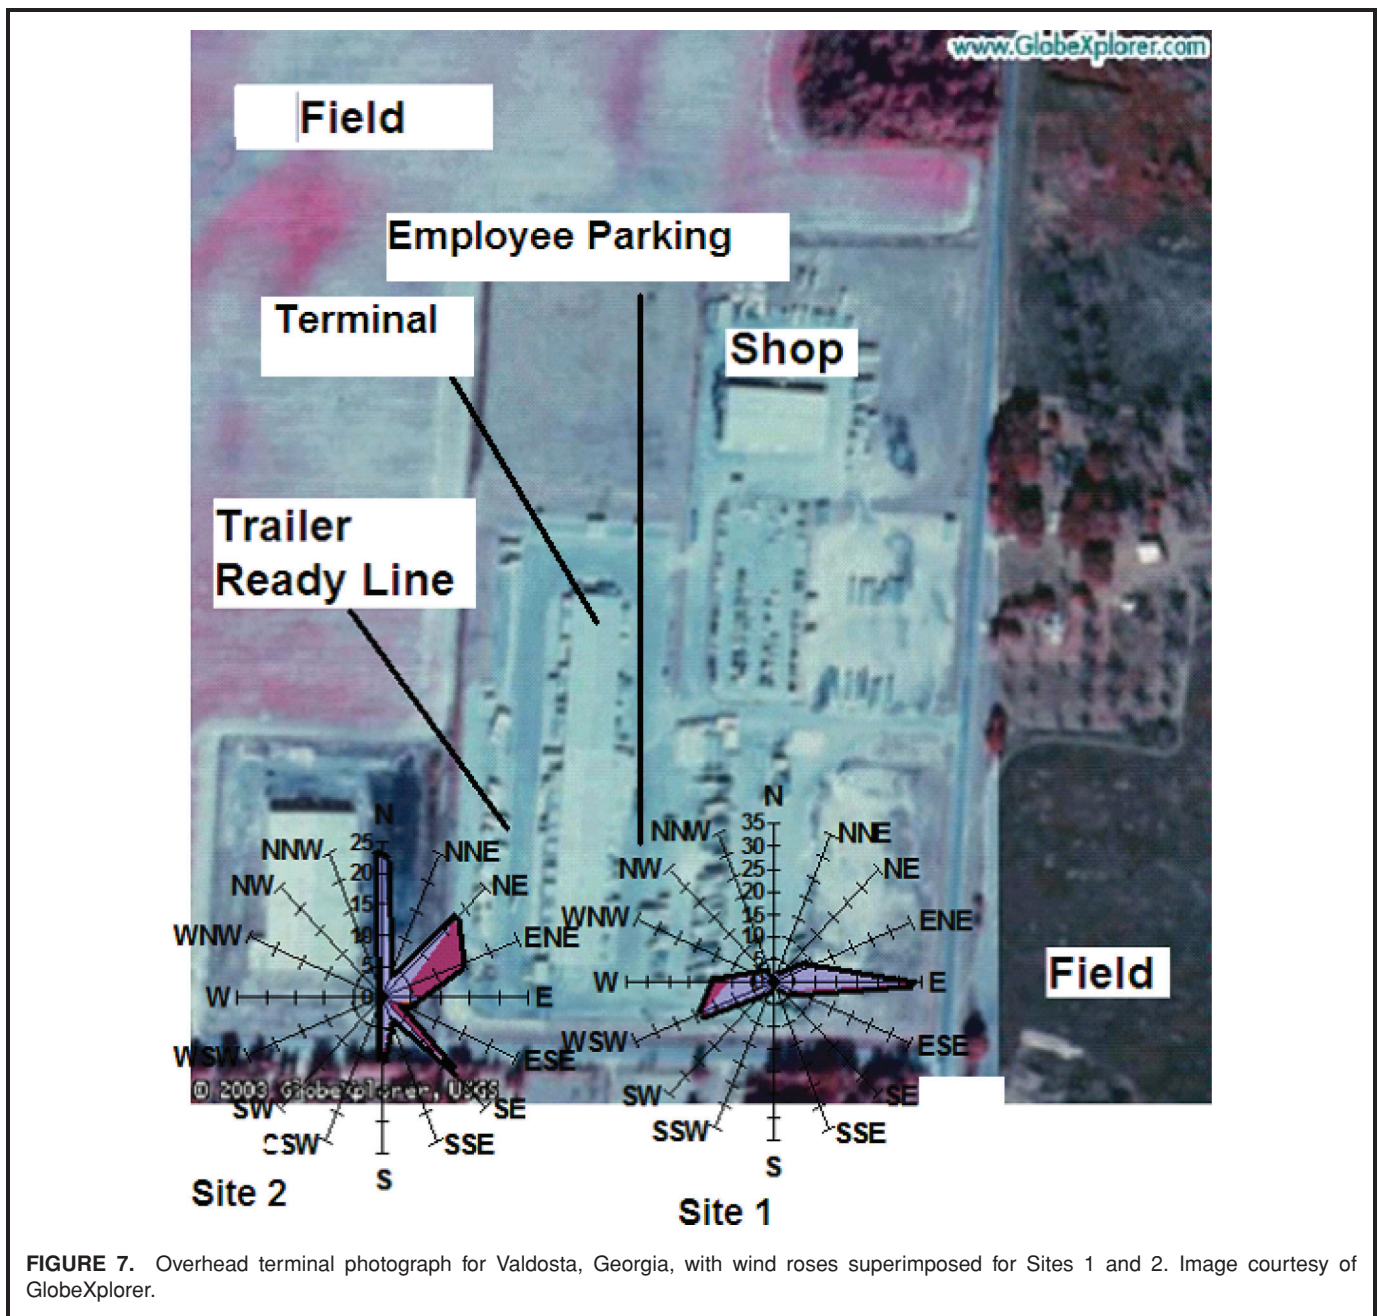 www.GlobeXplorer.com
Field
Employee Parking
Terminal
Shop
Trailer
Ready Line
Field
N
NNW
NNE
NW
NE
WNW
ENE
W
E
WSW
ESE
SW
SE
CSW
SSE
S
25
20
15
10
5
0
N
NNW
NNE
NW
NE
WNW
ENE
W
E
WSW
ESE
SW
SE
SSW
SSE
S
35
30
25
20
15
10
5
© 2003 GlobeXplorer, USGS
Site 2
Site 1
FIGURE 7. Overhead terminal photograph for Valdosta, Georgia, with wind roses superimposed for Sites 1 and 2. Image courtesy of
GlobeXplorer.